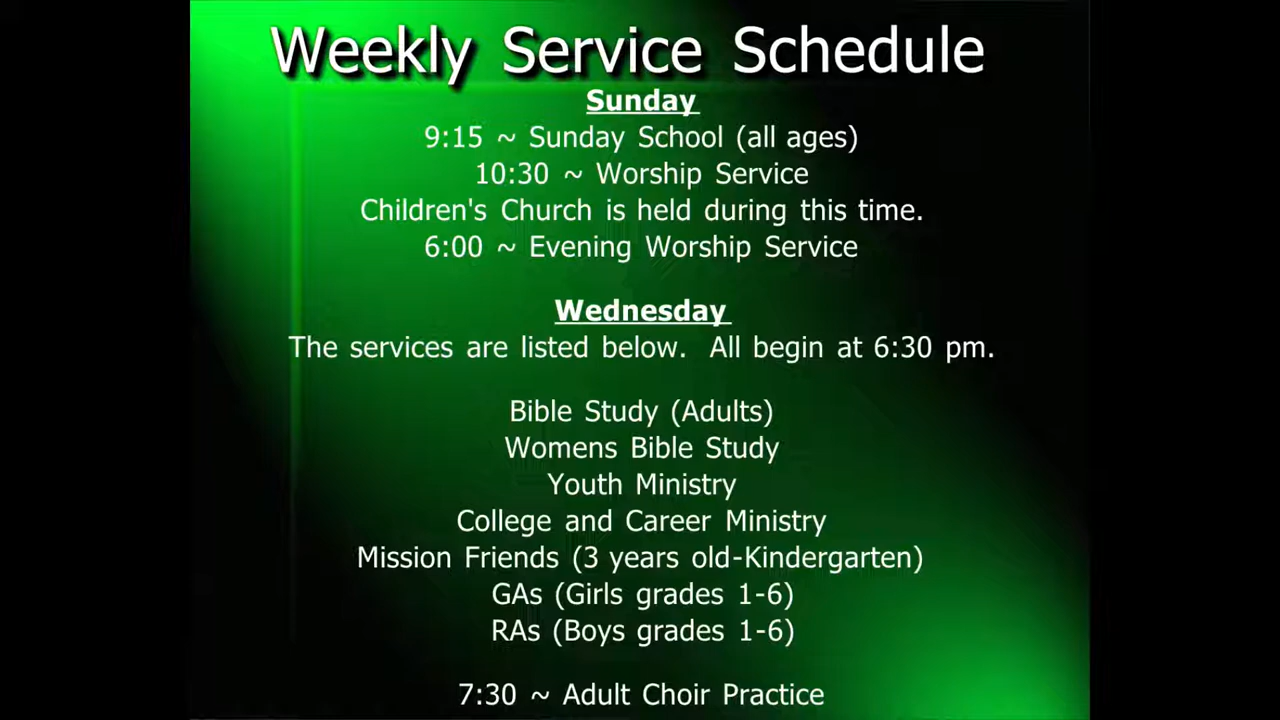 Weekly Service Schedule
Sunday
9:15 ~ Sunday School (all ages)
10:30 ~ Worship Service
Children's Church is held during this time.
6:00 ~ Evening Worship Service
Wednesday
The services are listed below.  All begin at 6:30 pm.
Bible Study (Adults)
Womens Bible Study
Youth Ministry
College and Career Ministry
Mission Friends (3 years old-Kindergarten)
GAs (Girls grades 1-6)
RAs (Boys grades 1-6)
7:30 ~ Adult Choir Practice